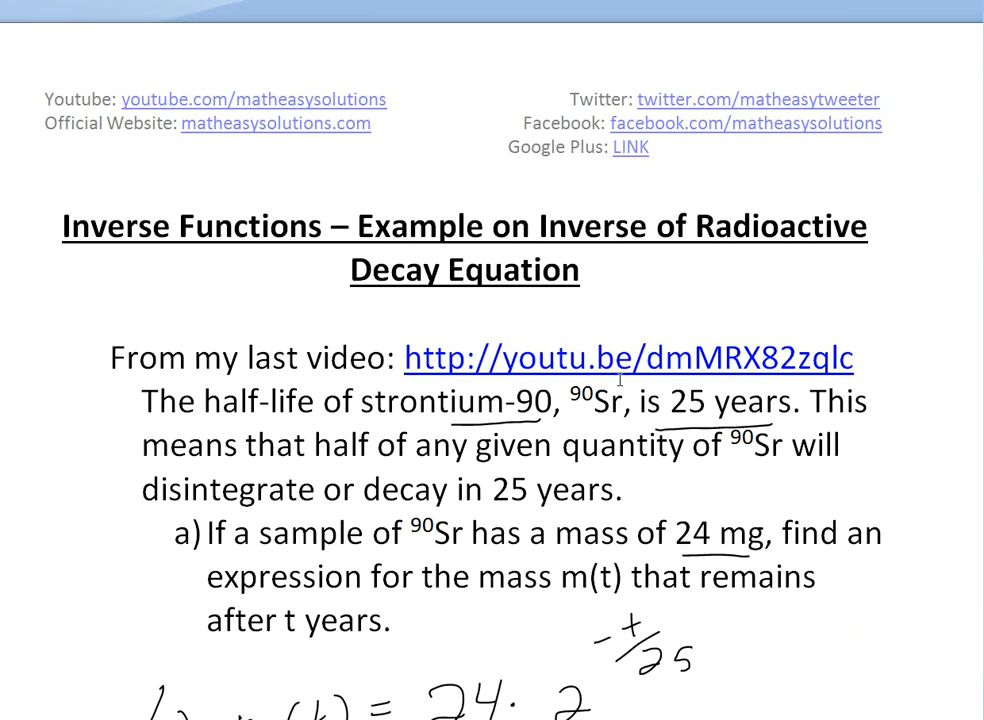 Youtube: youtube.com/matheasysolutions
Twitter: twitter.com/matheasytweeter
Official Website: matheasysolutions.com
Facebook: facebook.com/matheasysolutions
Google Plus: LINK
Inverse Functions – Example on Inverse of Radioactive
Decay Equation
From my last video: http://youtu.be/dmMRX82zqlc
The half-life of strontium-90, ⁹⁰Sr, is 25 years. This
means that half of any given quantity of ⁹⁰Sr will
disintegrate or decay in 25 years.
a) If a sample of ⁹⁰Sr has a mass of 24 mg, find an
expression for the mass m(t) that remains
after t years.
-t/25
= 24 · 2